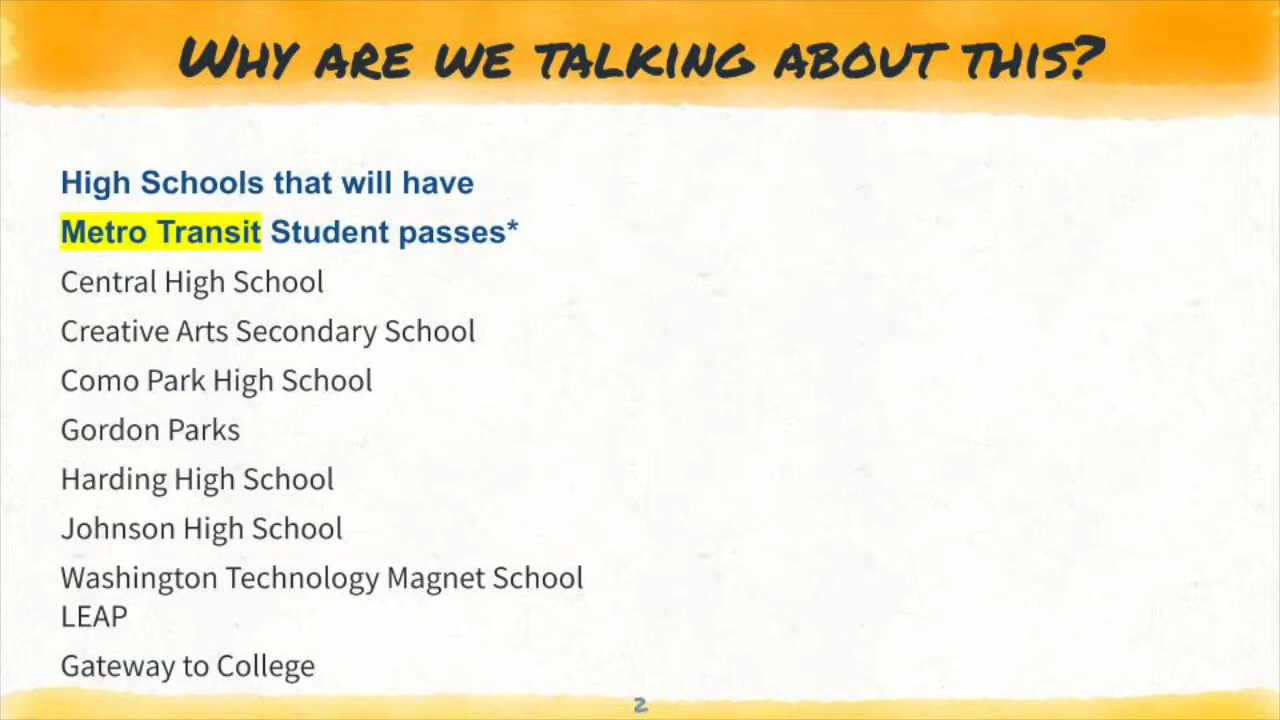 Why are we talking about this?
High Schools that will have
Metro Transit Student passes*
Central High School
Creative Arts Secondary School
Como Park High School
Gordon Parks
Harding High School
Johnson High School
Washington Technology Magnet School
LEAP
Gateway to College
2